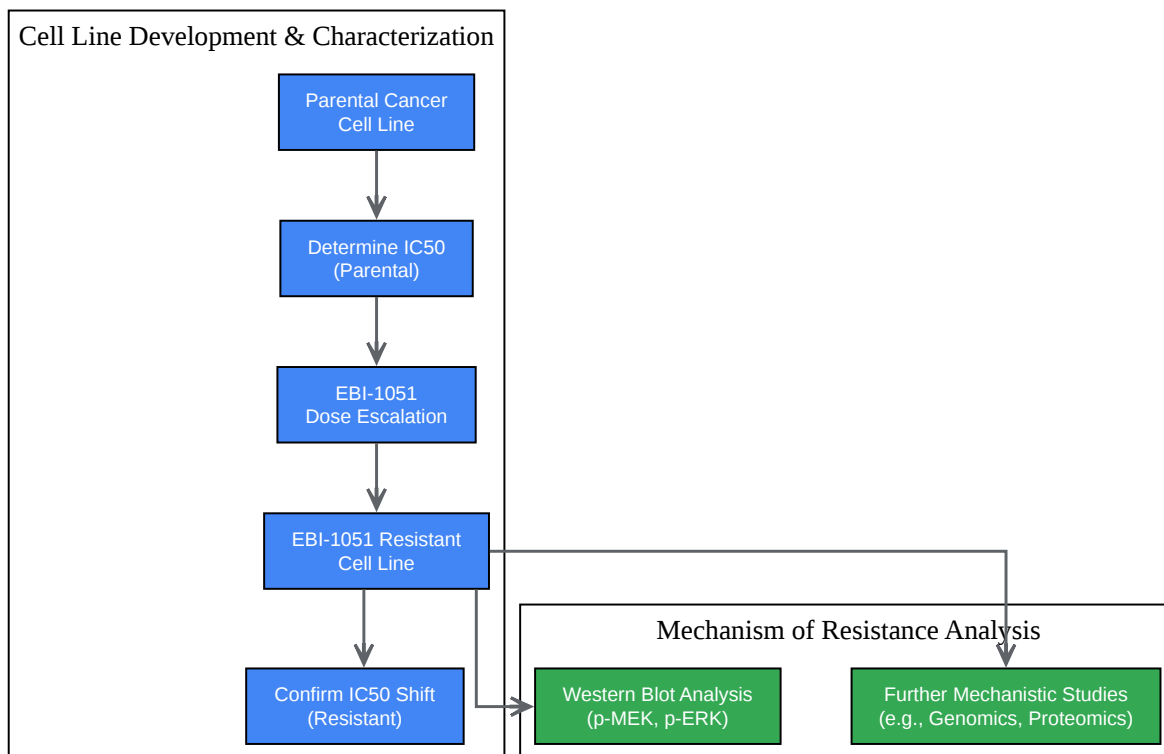 Cell Line Development & Characterization
Parental Cancer
Cell Line
Determine IC50
(Parental)
EBI-1051
Dose Escalation
EBI-1051 Resistant
Cell Line
Confirm IC50 Shift
(Resistant)
Mechanism of Resistance Analysis
Western Blot Analysis
(p-MEK, p-ERK)
Further Mechanistic Studies
(e.g., Genomics, Proteomics)